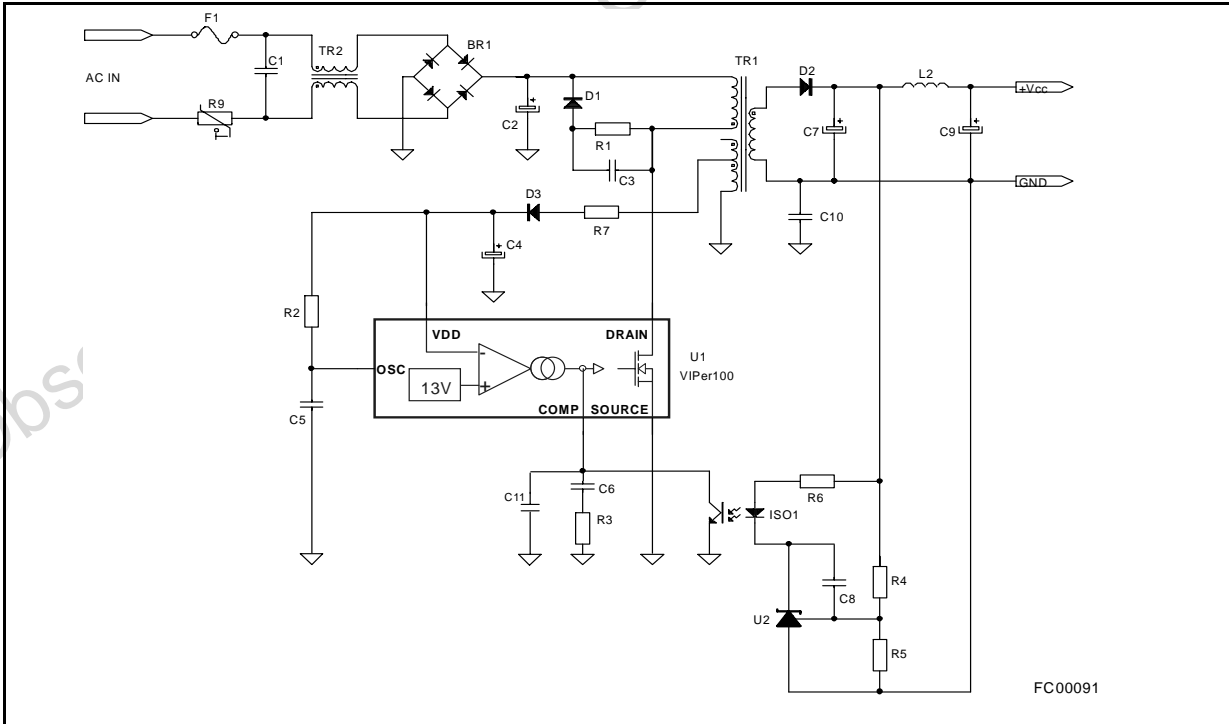 F1
BR1
TR2
TR1
D2
L2
C1
+Vcc
AC IN
D1
R9
C2
C7
C9
T
R1
C3
GND
D3
C10
R7
C4
R2
VDD
DRAIN
U1
OSC
VIPer100
13V
COMP SOURCE
C5
C11
C6
R6
ISO1
R3
R4
C8
U2
R5
FC00091